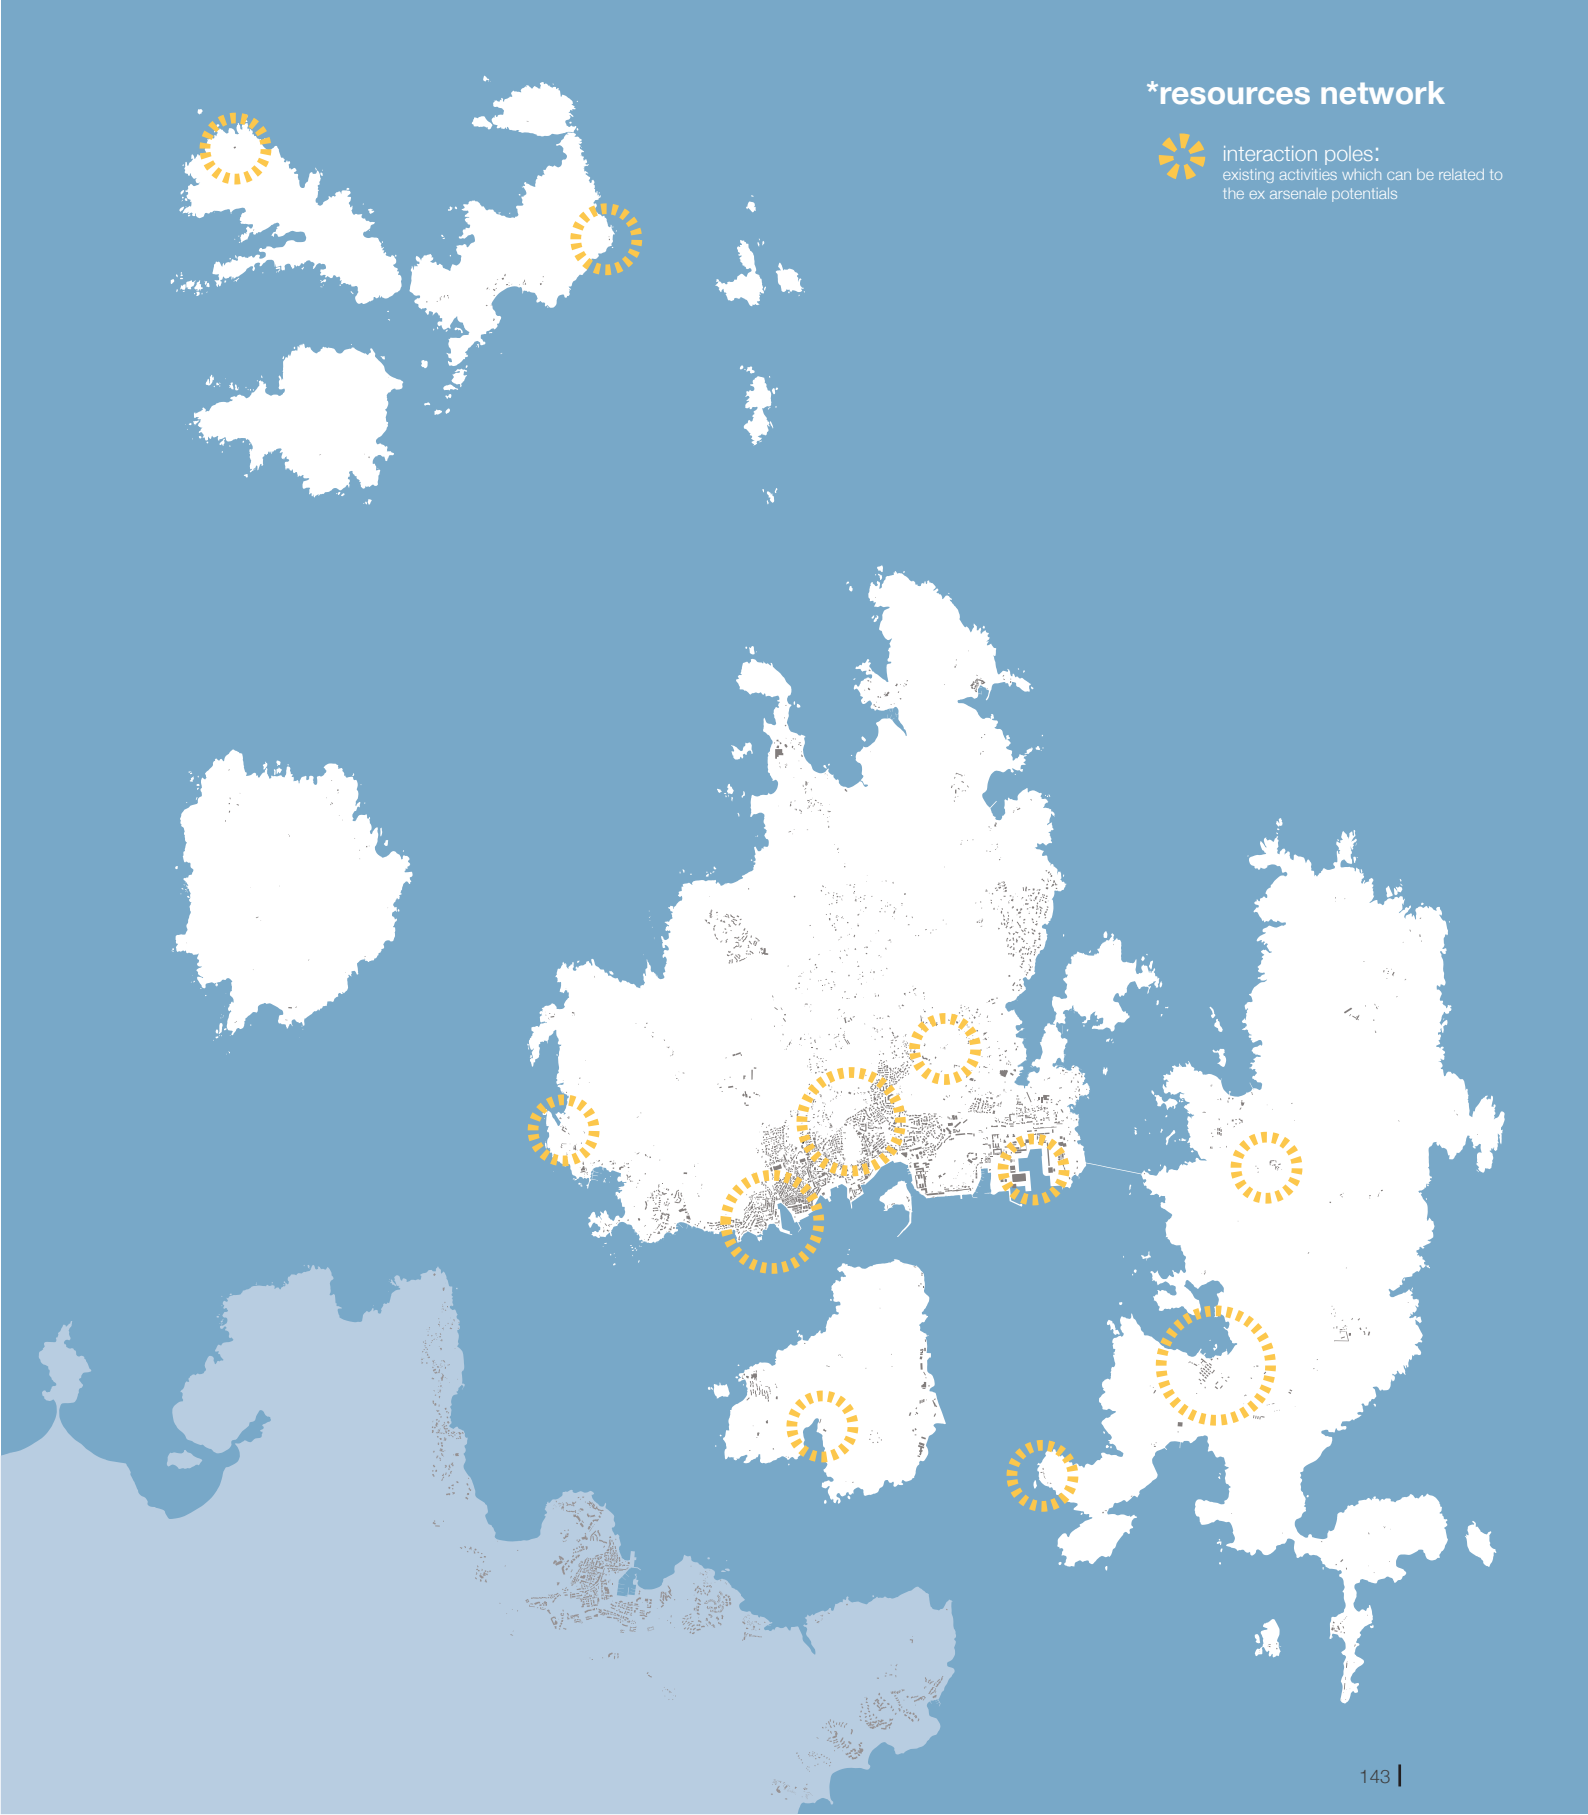 *resources network
interaction poles:
existing activities which can be related to
the ex arsenale potentials
143